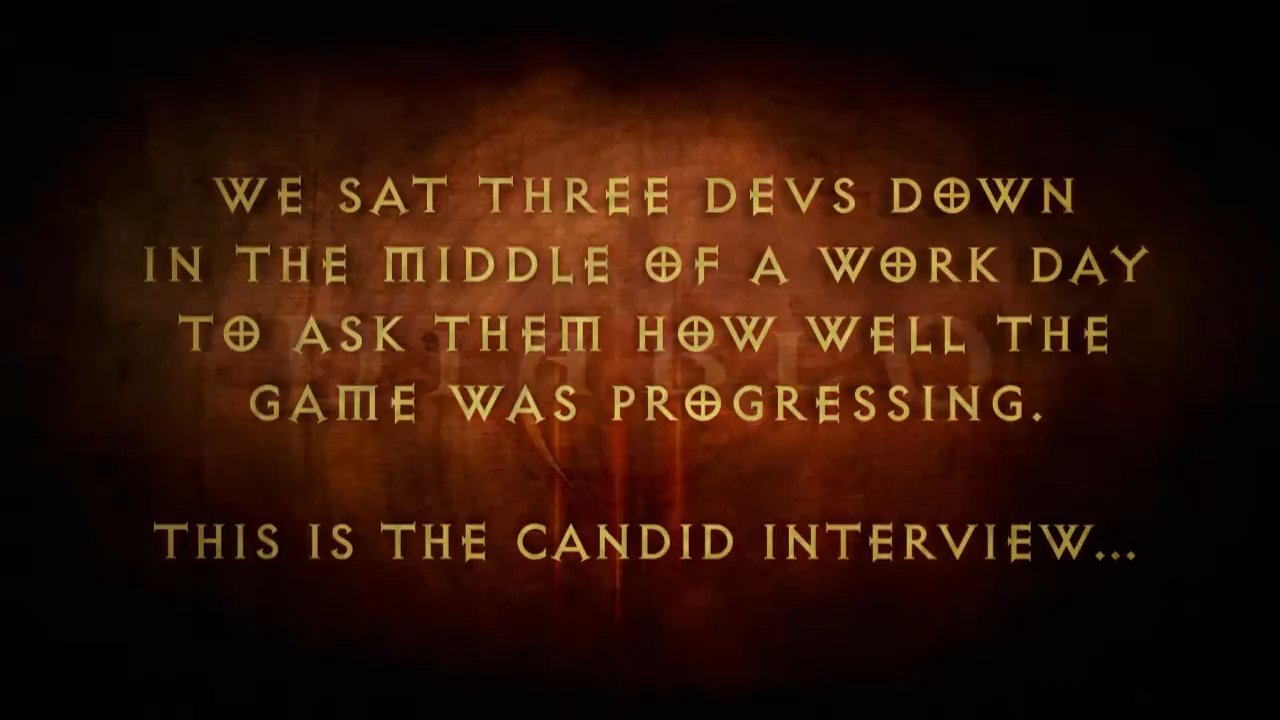 WE SAT THREE DEVS DOWN
IN THE MIDDLE OF A WORK DAY
TO ASK THEM HOW WELL THE
GAME WAS PROGRESSING.
THIS IS THE CANDID INTERVIEW...
DIABLO